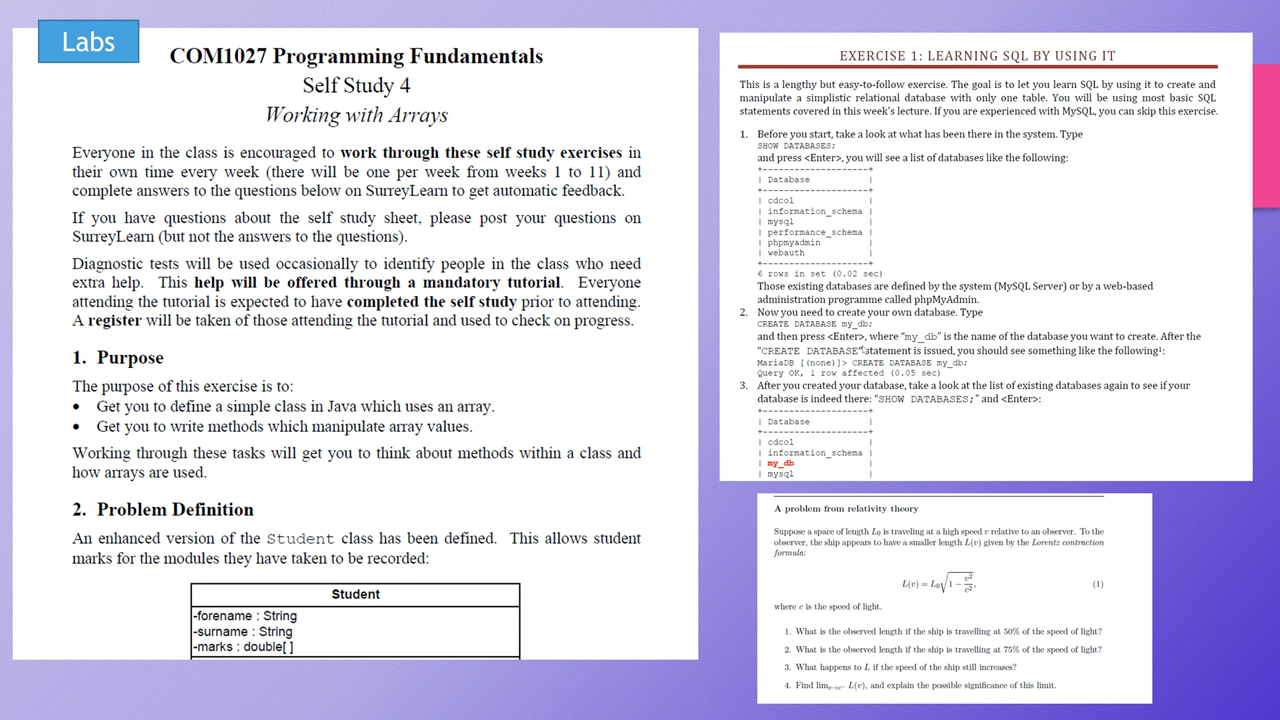 Labs
COM1027 Programming Fundamentals
Self Study 4
Working with Arrays
Everyone in the class is encouraged to work through these self study exercises in
their own time every week (there will be one per week from weeks 1 to 11) and
complete answers to the questions below on SurreyLearn to get automatic feedback.
If you have questions about the self study sheet, please post your questions on
SurreyLearn (but not the answers to the questions).
Diagnostic tests will be used occasionally to identify people in the class who need
extra help. This help will be offered through a mandatory tutorial. Everyone
attending the tutorial is expected to have completed the self study prior to attending.
A register will be taken of those attending the tutorial and used to check on progress.
1. Purpose
The purpose of this exercise is to:
• Get you to define a simple class in Java which uses an array.
• Get you to write methods which manipulate array values.
Working through these tasks will get you to think about methods within a class and
how arrays are used.
2. Problem Definition
An enhanced version of the Student class has been defined. This allows student
marks for the modules they have taken to be recorded:
Student
-forename : String
-surname : String
-marks : double[ ]
EXERCISE 1: LEARNING SQL BY USING IT
This is a lengthy but easy-to-follow exercise. The goal is to let you learn SQL by using it to create and
manipulate a simplistic relational database with only one table. You will be using most basic SQL
statements covered in this week's lecture. If you are experienced with MySQL, you can skip this exercise.
1. Before you start, take a look at what has been there in the system. Type
SHOW DATABASES;
and press <Enter>, you will see a list of databases like the following:
+--------------------+
| Database |
+--------------------+
| cdcol |
| information_schema |
| mysql |
| performance_schema |
| phpmyadmin |
| webauth |
+--------------------+
6 rows in set (0.02 sec)
Those existing databases are defined by the system (MySQL Server) or by a web-based
administration programme called phpMyAdmin.
2. Now you need to create your own database. Type
CREATE DATABASE my_db;
and then press <Enter>, where "my_db" is the name of the database you want to create. After the
"CREATE DATABASE" statement is issued, you should see something like the following¹:
MariaDB [(none)]> CREATE DATABASE my_db;
Query OK, 1 row affected (0.05 sec)
3. After you created your database, take a look at the list of existing databases again to see if your
database is indeed there: "SHOW DATABASES;" and <Enter>:
+--------------------+
| Database |
+--------------------+
| cdcol |
| information_schema |
| my_db |
| mysql |
A problem from relativity theory
Suppose a space of length L₀ is traveling at a high speed v relative to an observer. To the
observer, the ship appears to have a smaller length L(v) given by the Lorentz contraction
formula:
L(v) = L₀√(1 − v²/c²), (1)
where c is the speed of light.
1. What is the observed length if the ship is travelling at 50% of the speed of light?
2. What is the observed length if the ship is travelling at 75% of the speed of light?
3. What happens to L if the speed of the ship still increases?
4. Find lim v→c⁻ L(v), and explain the possible significance of this limit.